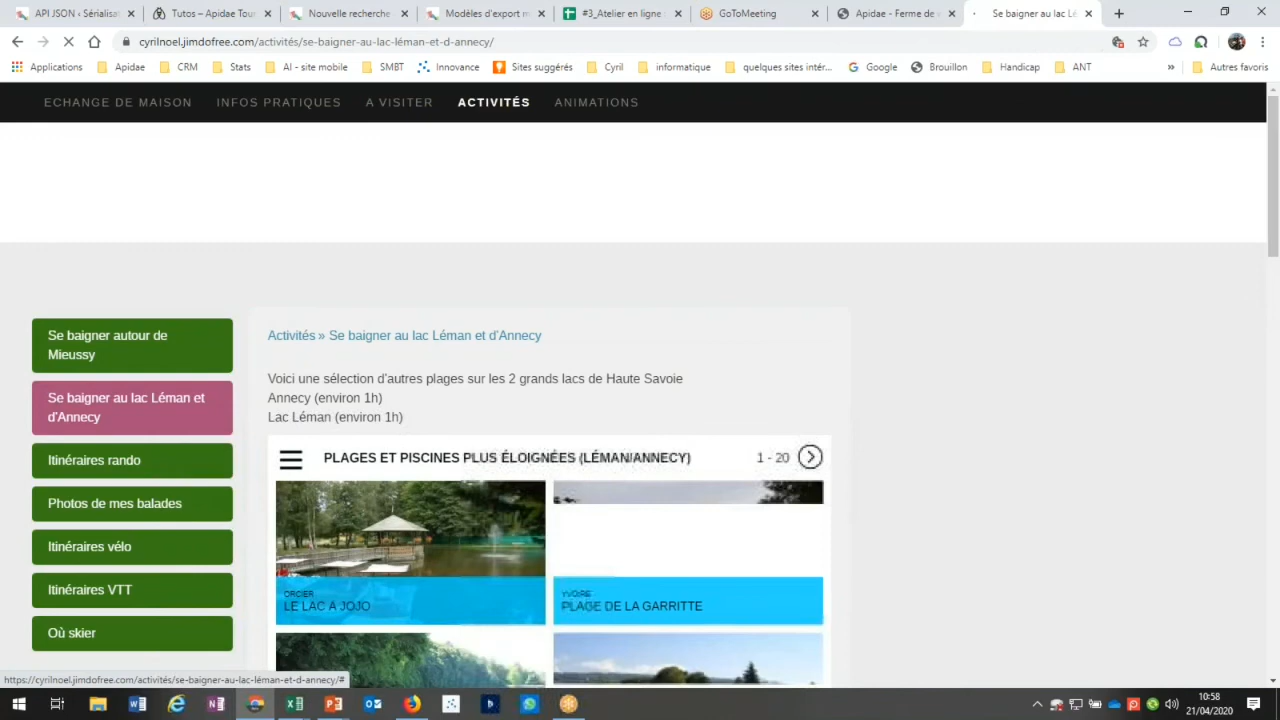 API JSON ‹ Sérialisat
Tutos – Apidae Tour
Nouvelle recherche
Modèles d'export m
#3_Atelier en ligne :
GoToMeeting
Apidae - Ferme de v
Se baigner au lac Lé
cyrilnoel.jimdofree.com/activités/se-baigner-au-lac-léman-et-d-annecy/
Applications
Apidae
CRM
Stats
AI - site mobile
SMBT
Innovance
Sites suggérés
Cyril
informatique
quelques sites intér...
Google
Brouillon
Handicap
ANT
»
Autres favoris
ECHANGE DE MAISON
INFOS PRATIQUES
A VISITER
ACTIVITÉS
ANIMATIONS
Se baigner autour de
Mieussy
Se baigner au lac Léman et
d'Annecy
Itinéraires rando
Photos de mes balades
Itinéraires vélo
Itinéraires VTT
Où skier
Activités » Se baigner au lac Léman et d'Annecy
Voici une sélection d'autres plages sur les 2 grands lacs de Haute Savoie
Annecy (environ 1h)
Lac Léman (environ 1h)
PLAGES ET PISCINES PLUS ÉLOIGNÉES (LÉMAN/ANNECY)
1 - 20
ORCIER
LE LAC À JOJO
YVOIRE
PLAGE DE LA GARRITTE
https://cyrilnoel.jimdofree.com/activités/se-baigner-au-lac-léman-et-d-annecy/#
10:58
21/04/2020